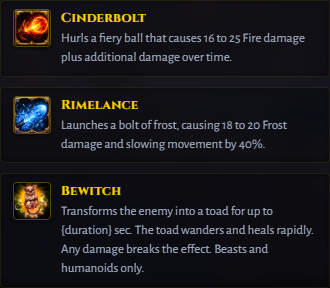 Cinderbolt
Hurls a fiery ball that causes 16 to 25 Fire damage
plus additional damage over time.
Rimelance
Launches a bolt of frost, causing 18 to 20 Frost
damage and slowing movement by 40%.
Bewitch
Transforms the enemy into a toad for up to
{duration} sec. The toad wanders and heals rapidly.
Any damage breaks the effect. Beasts and
humanoids only.